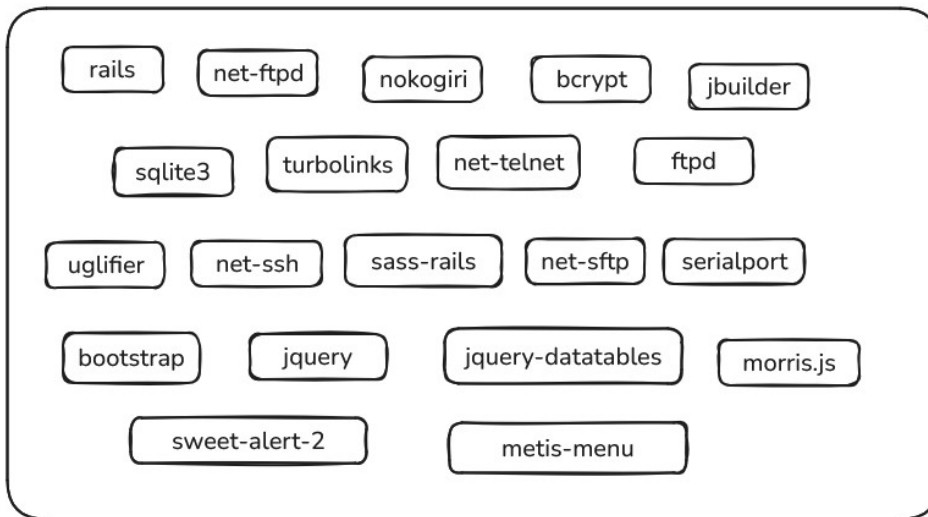 rails net-ftpd nokogiri bcrypt jbuilder
sqlite3 turbolinks net-telnet ftpd
uglifier net-ssh sass-rails net-sftp serialport
bootstrap jquery jquery-datatables morris.js
sweet-alert-2 metis-menu